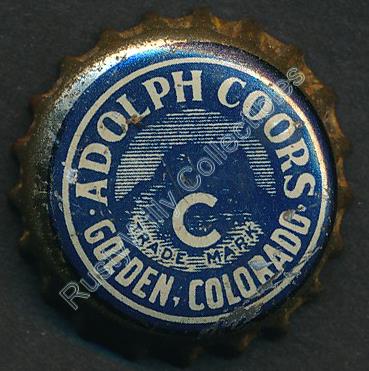 ADOLPH COORS
C
TRADE MARK
GOLDEN, COLORADO.